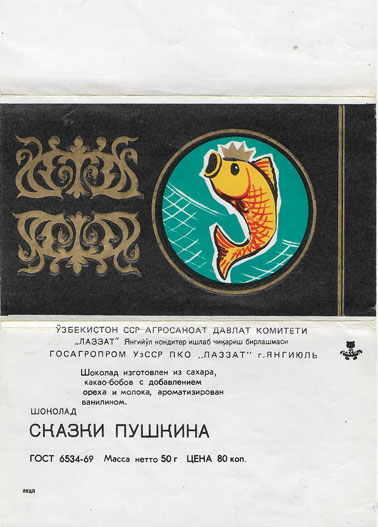 ЎЗБЕКИСТОН ССР АГРОСАНОАТ ДАВЛАТ КОМИТЕТИ
„ЛАЗЗАТ" Янгийўл кондитер ишлаб чиқариш бирлашмаси
ГОСАГРОПРОМ УзССР ПКО „ЛАЗЗАТ" г.ЯНГИЮЛЬ
Шоколад изготовлен из сахара,
какао-бобов с добавлением
ореха и молока, ароматизирован
ванилином.
ШОКОЛАД
СКАЗКИ ПУШКИНА
ГОСТ 6534-69 Масса нетто 50 г ЦЕНА 80 коп.
ЛКЦП